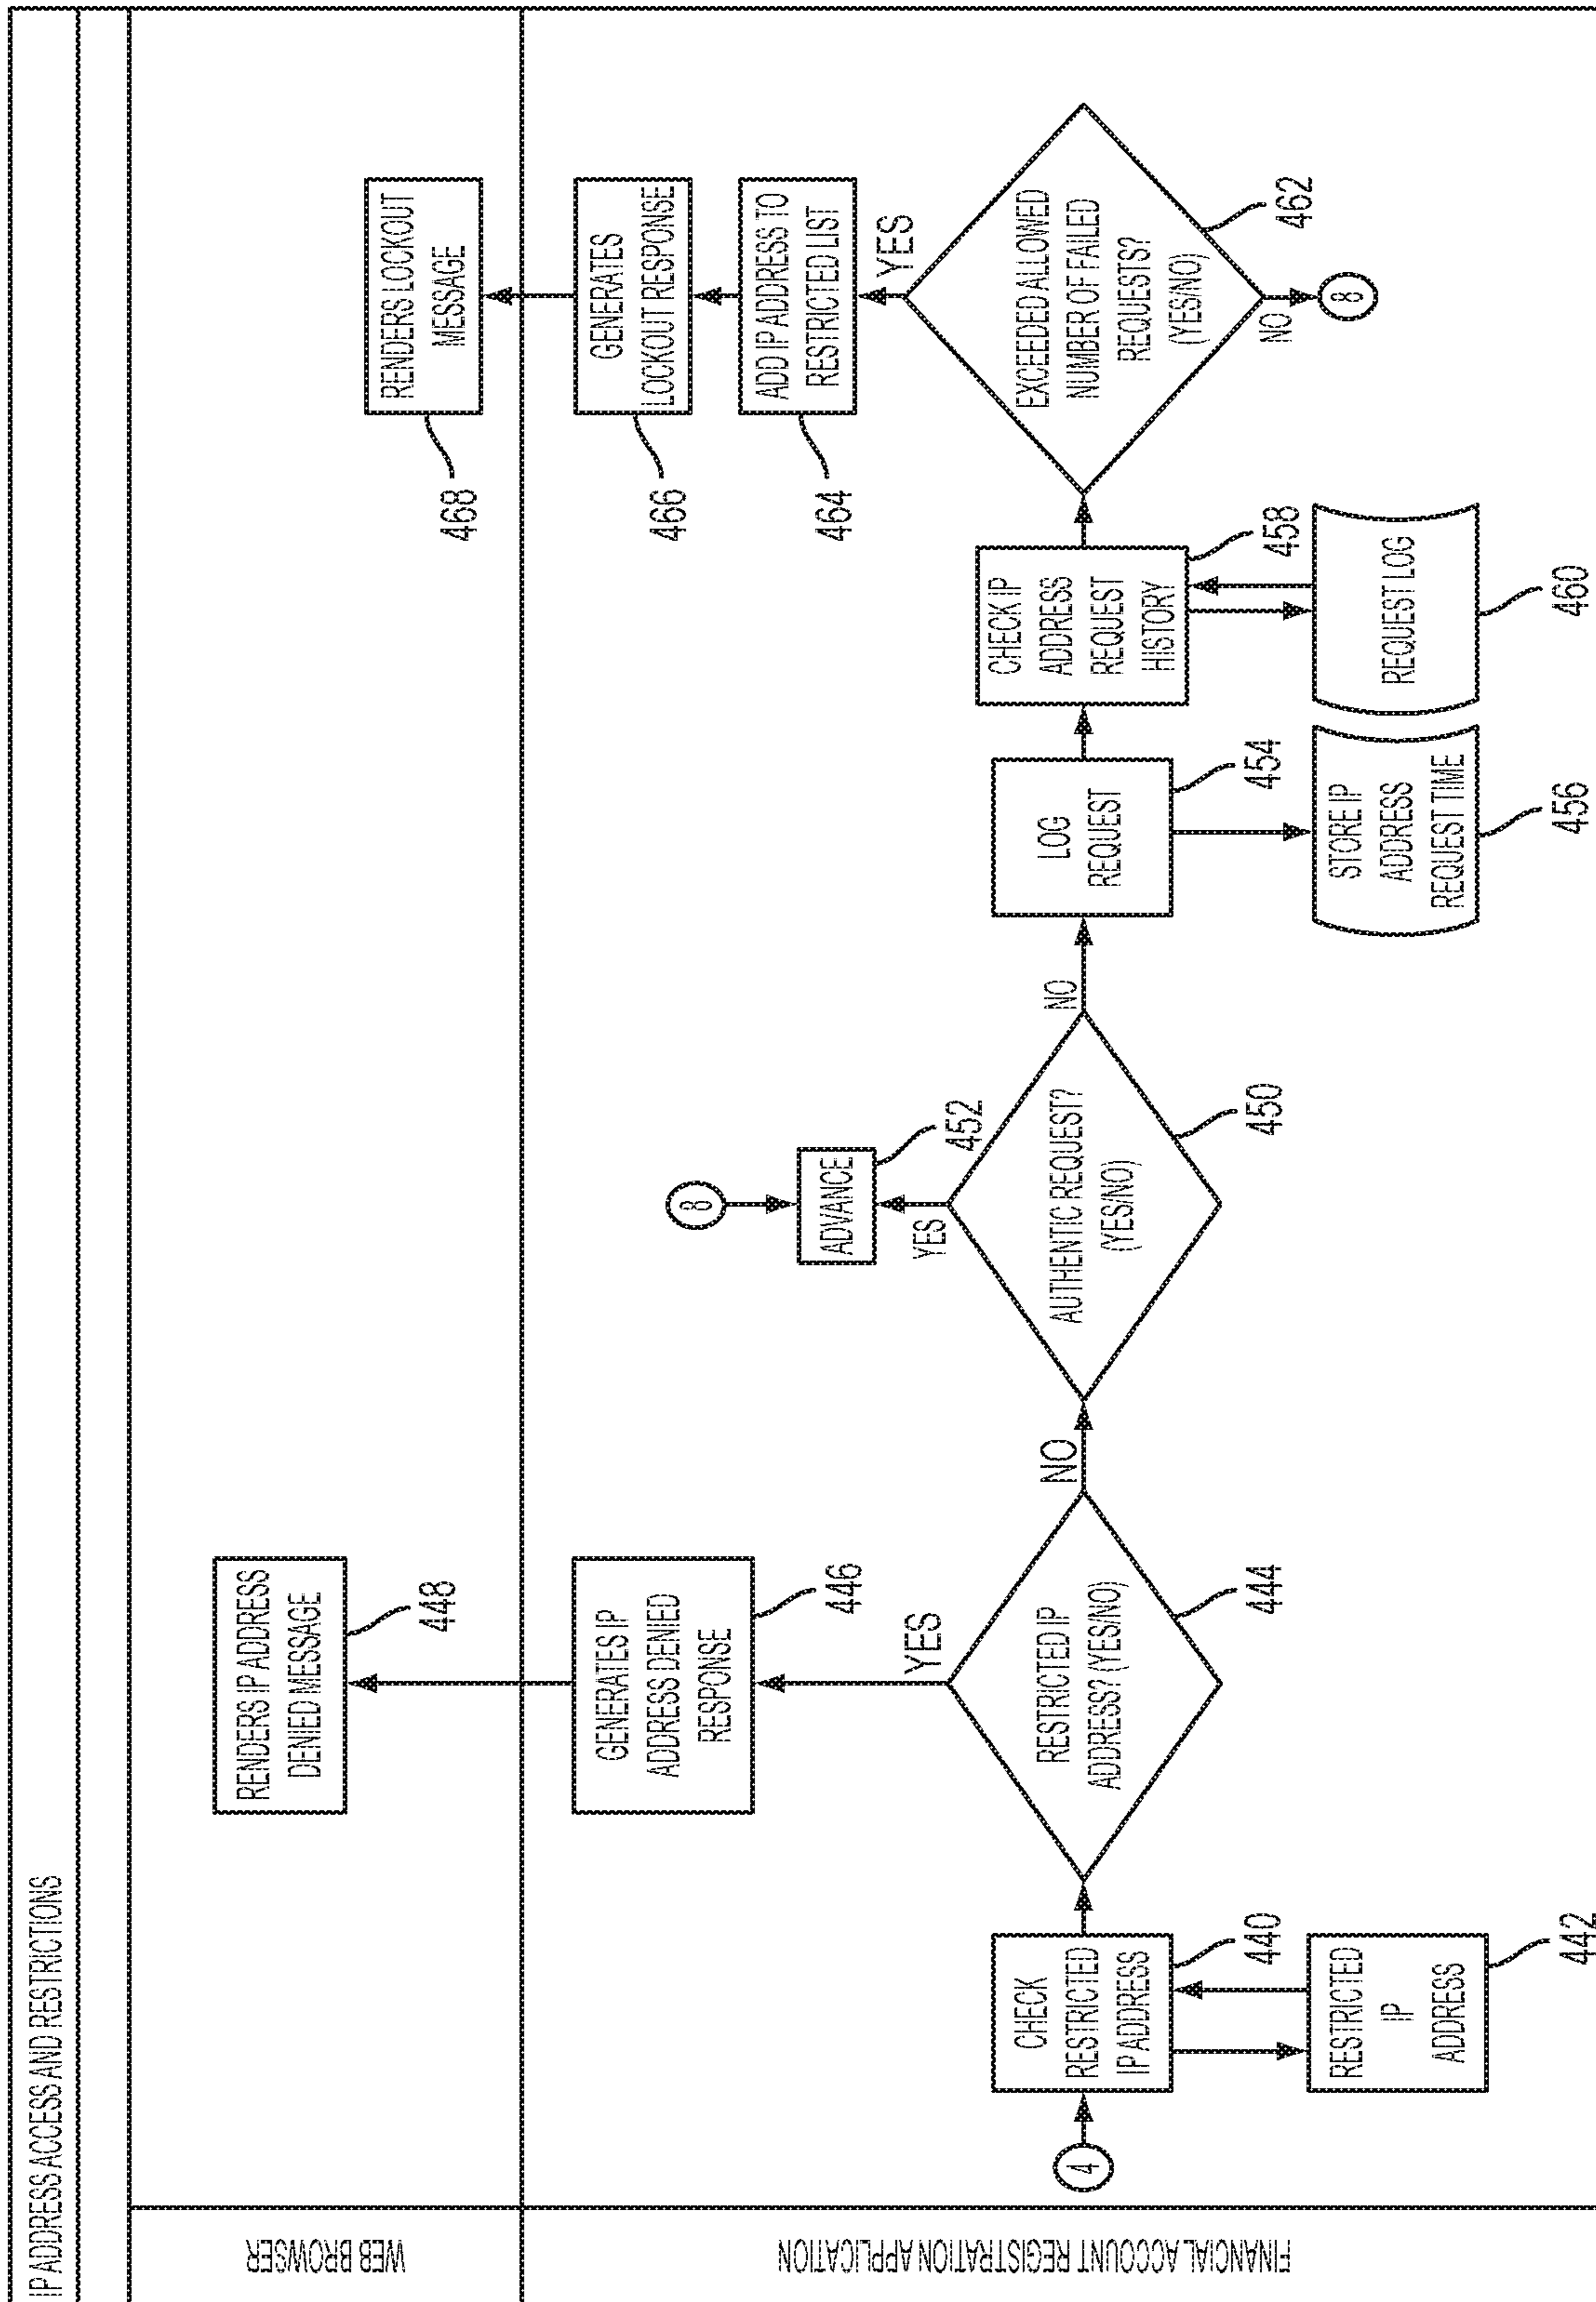 IP ADDRESS ACCESS AND RESTRICTIONS
WEB BROWSER
RENDERS IP ADDRESS
DENIED MESSAGE
448
RENDERS LOCKOUT
MESSAGE
468
FINANCIAL ACCOUNT REGISTRATION APPLICATION
4
CHECK
RESTRICTED
IP ADDRESS
440
RESTRICTED
IP
ADDRESS
442
RESTRICTED IP
ADDRESS? (YES/NO)
444
YES
GENERATES IP
ADDRESS DENIED
RESPONSE
446
NO
AUTHENTIC REQUEST?
(YES/NO)
450
YES
ADVANCE
452
8
NO
LOG
REQUEST
454
STORE IP
ADDRESS
REQUEST TIME
456
CHECK IP
ADDRESS
REQUEST
HISTORY
458
REQUEST LOG
460
EXCEEDED ALLOWED
NUMBER OF FAILED
REQUESTS?
(YES/NO)
462
YES
ADD IP ADDRESS TO
RESTRICTED LIST
464
GENERATES
LOCKOUT RESPONSE
466
NO
8